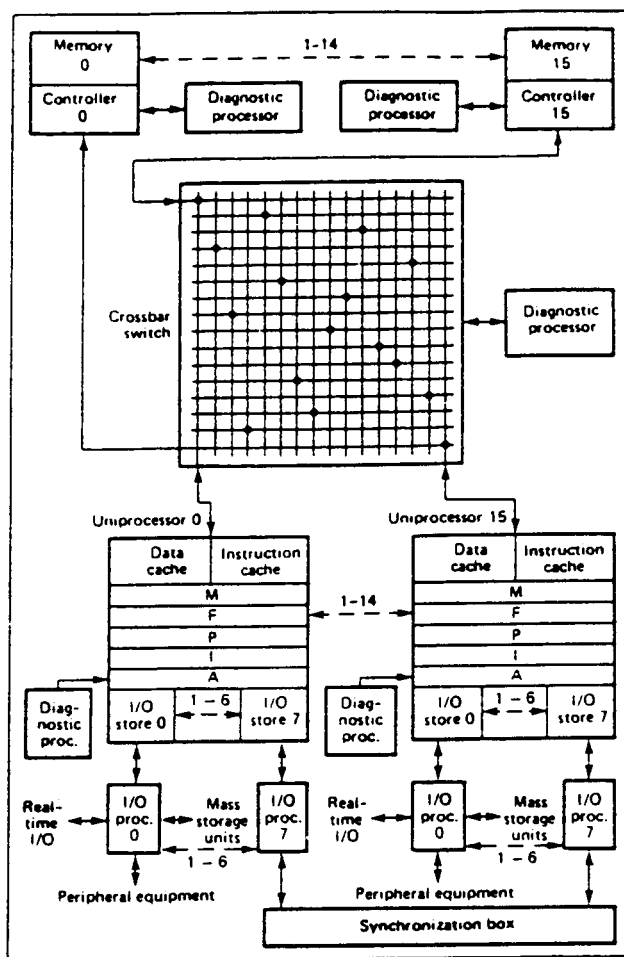 Memory
0
1-14
Memory
15
Controller
0
Diagnostic
processor
Diagnostic
processor
Controller
15
Crossbar
switch
Diagnostic
processor
Uniprocessor 0
Uniprocessor 15
Data
cache
Instruction
cache
M
F
P
I
A
I/O
store 0
1-6
I/O
store 7
1-14
Data
cache
Instruction
cache
M
F
P
I
A
I/O
store 0
1-6
I/O
store 7
Diag-
nostic
proc.
Diag-
nostic
proc.
Real-
time
I/O
I/O
proc.
0
Mass
storage
units
1-6
I/O
proc.
7
Real-
time
I/O
I/O
proc.
0
Mass
storage
units
1-6
I/O
proc.
7
Peripheral equipment
Peripheral equipment
Synchronization box